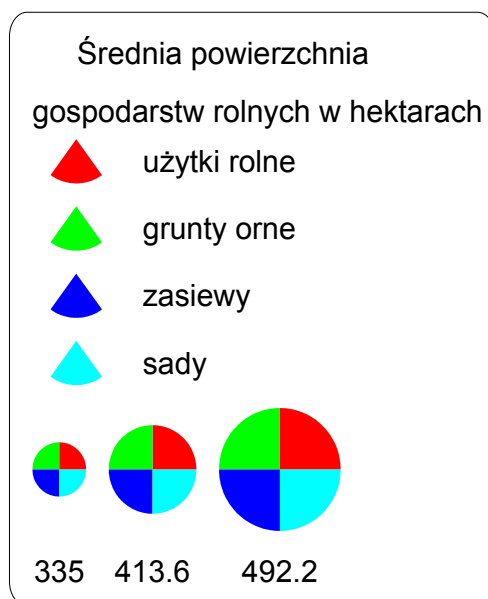 Średnia powierzchnia
gospodarstw rolnych w hektarach
użytki rolne
grunty orne
zasiewy
sady
335 413.6 492.2